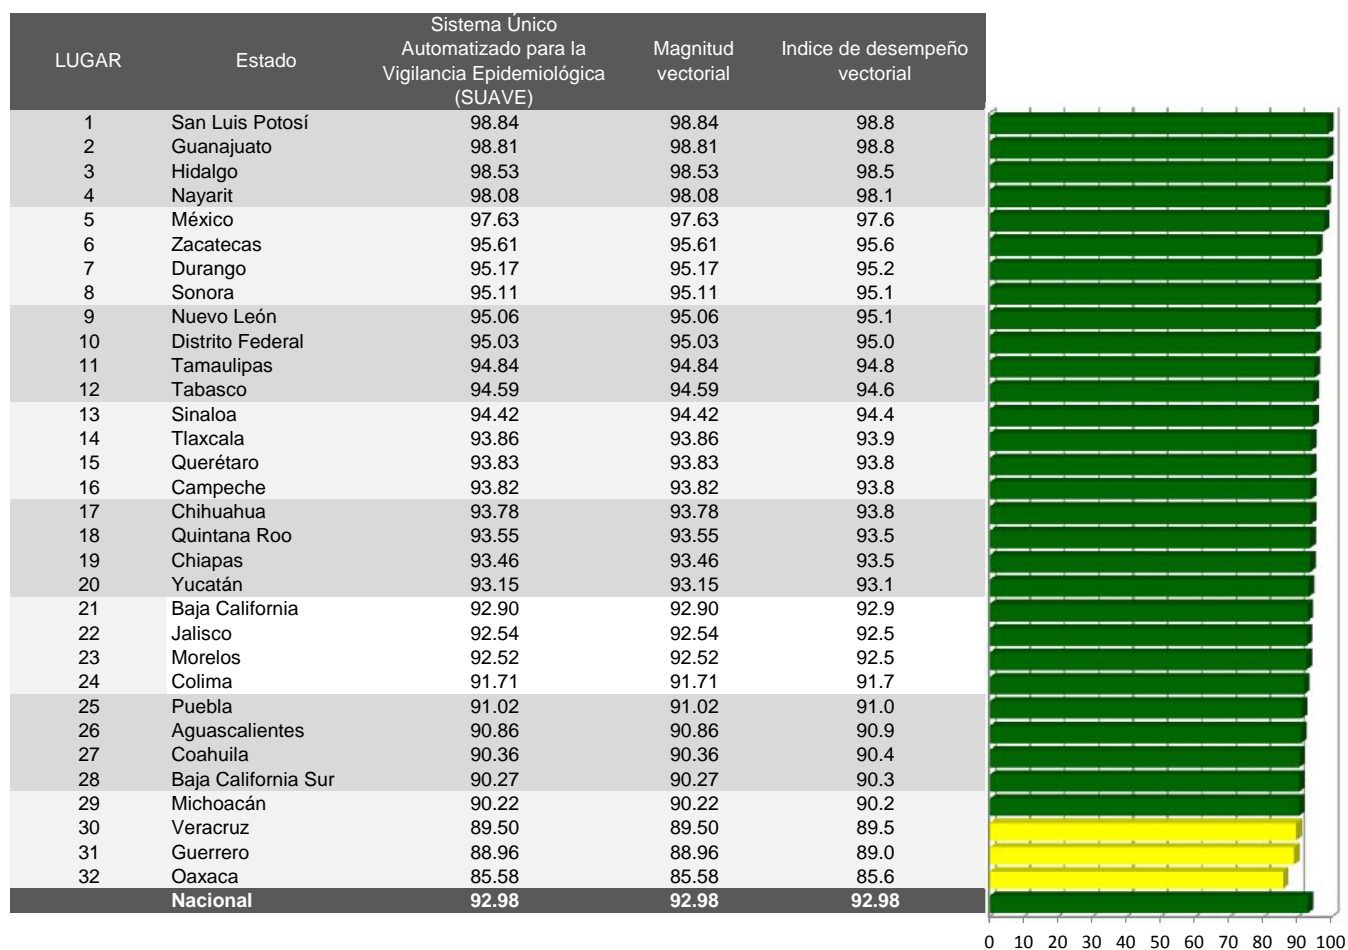 LUGAR Estado Sistema Único Automatizado para la Vigilancia Epidemiológica (SUAVE) Magnitud vectorial Indice de desempeño vectorial
1 San Luis Potosí 98.84 98.84 98.8
2 Guanajuato 98.81 98.81 98.8
3 Hidalgo 98.53 98.53 98.5
4 Nayarit 98.08 98.08 98.1
5 México 97.63 97.63 97.6
6 Zacatecas 95.61 95.61 95.6
7 Durango 95.17 95.17 95.2
8 Sonora 95.11 95.11 95.1
9 Nuevo León 95.06 95.06 95.1
10 Distrito Federal 95.03 95.03 95.0
11 Tamaulipas 94.84 94.84 94.8
12 Tabasco 94.59 94.59 94.6
13 Sinaloa 94.42 94.42 94.4
14 Tlaxcala 93.86 93.86 93.9
15 Querétaro 93.83 93.83 93.8
16 Campeche 93.82 93.82 93.8
17 Chihuahua 93.78 93.78 93.8
18 Quintana Roo 93.55 93.55 93.5
19 Chiapas 93.46 93.46 93.5
20 Yucatán 93.15 93.15 93.1
21 Baja California 92.90 92.90 92.9
22 Jalisco 92.54 92.54 92.5
23 Morelos 92.52 92.52 92.5
24 Colima 91.71 91.71 91.7
25 Puebla 91.02 91.02 91.0
26 Aguascalientes 90.86 90.86 90.9
27 Coahuila 90.36 90.36 90.4
28 Baja California Sur 90.27 90.27 90.3
29 Michoacán 90.22 90.22 90.2
30 Veracruz 89.50 89.50 89.5
31 Guerrero 88.96 88.96 89.0
32 Oaxaca 85.58 85.58 85.6
Nacional 92.98 92.98 92.98
0 10 20 30 40 50 60 70 80 90 100